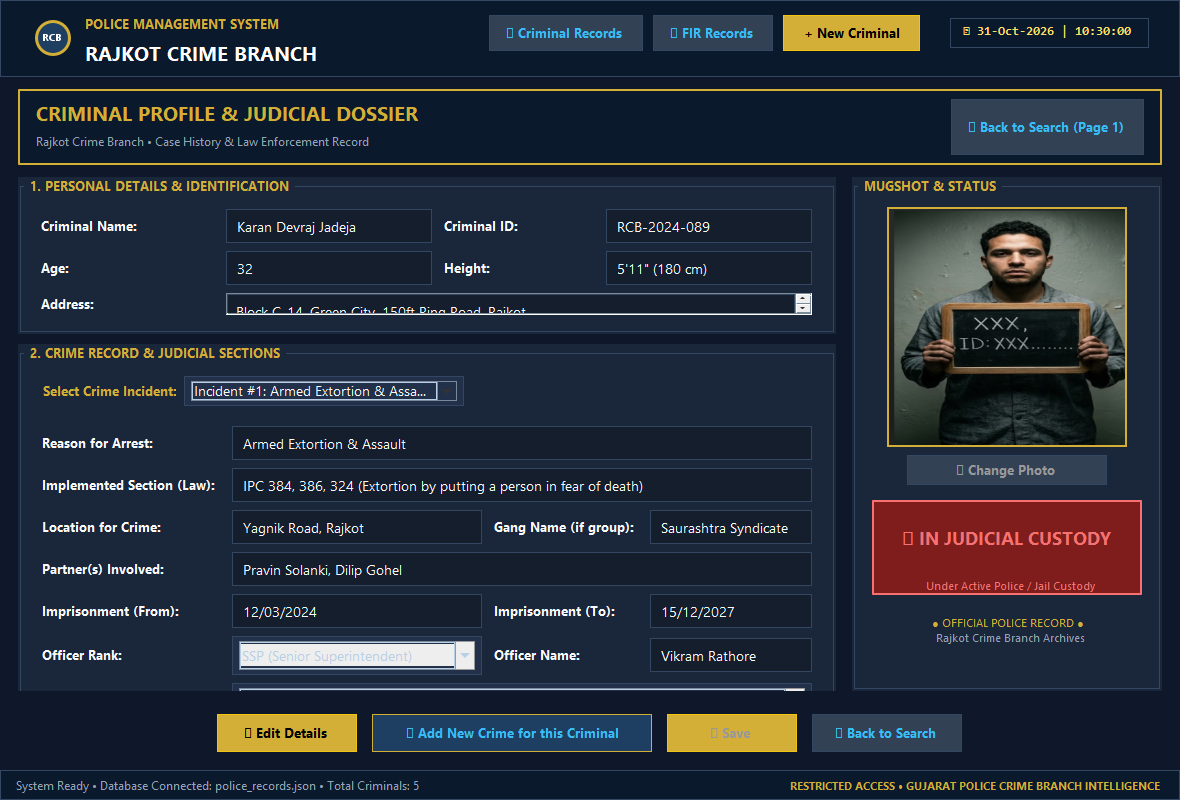 RCB
POLICE MANAGEMENT SYSTEM
RAJKOT CRIME BRANCH
Criminal Records
FIR Records
+ New Criminal
31-Oct-2026 | 10:30:00
CRIMINAL PROFILE & JUDICIAL DOSSIER
Rajkot Crime Branch • Case History & Law Enforcement Record
Back to Search (Page 1)
1. PERSONAL DETAILS & IDENTIFICATION
Criminal Name: Karan Devraj Jadeja
Criminal ID: RCB-2024-089
Age: 32
Height: 5'11" (180 cm)
Address: Block C-14, Green City, 150ft Ring Road, Rajkot
2. CRIME RECORD & JUDICIAL SECTIONS
Select Crime Incident: Incident #1: Armed Extortion & Assa...
Reason for Arrest: Armed Extortion & Assault
Implemented Section (Law): IPC 384, 386, 324 (Extortion by putting a person in fear of death)
Location for Crime: Yagnik Road, Rajkot
Gang Name (if group): Saurashtra Syndicate
Partner(s) Involved: Pravin Solanki, Dilip Gohel
Imprisonment (From): 12/03/2024
Imprisonment (To): 15/12/2027
Officer Rank: SSP (Senior Superintendent)
Officer Name: Vikram Rathore
MUGSHOT & STATUS
XXX,
ID: XXX........
Change Photo
IN JUDICIAL CUSTODY
Under Active Police / Jail Custody
● OFFICIAL POLICE RECORD ●
Rajkot Crime Branch Archives
Edit Details
Add New Crime for this Criminal
Save
Back to Search
System Ready • Database Connected: police_records.json • Total Criminals: 5
RESTRICTED ACCESS • GUJARAT POLICE CRIME BRANCH INTELLIGENCE